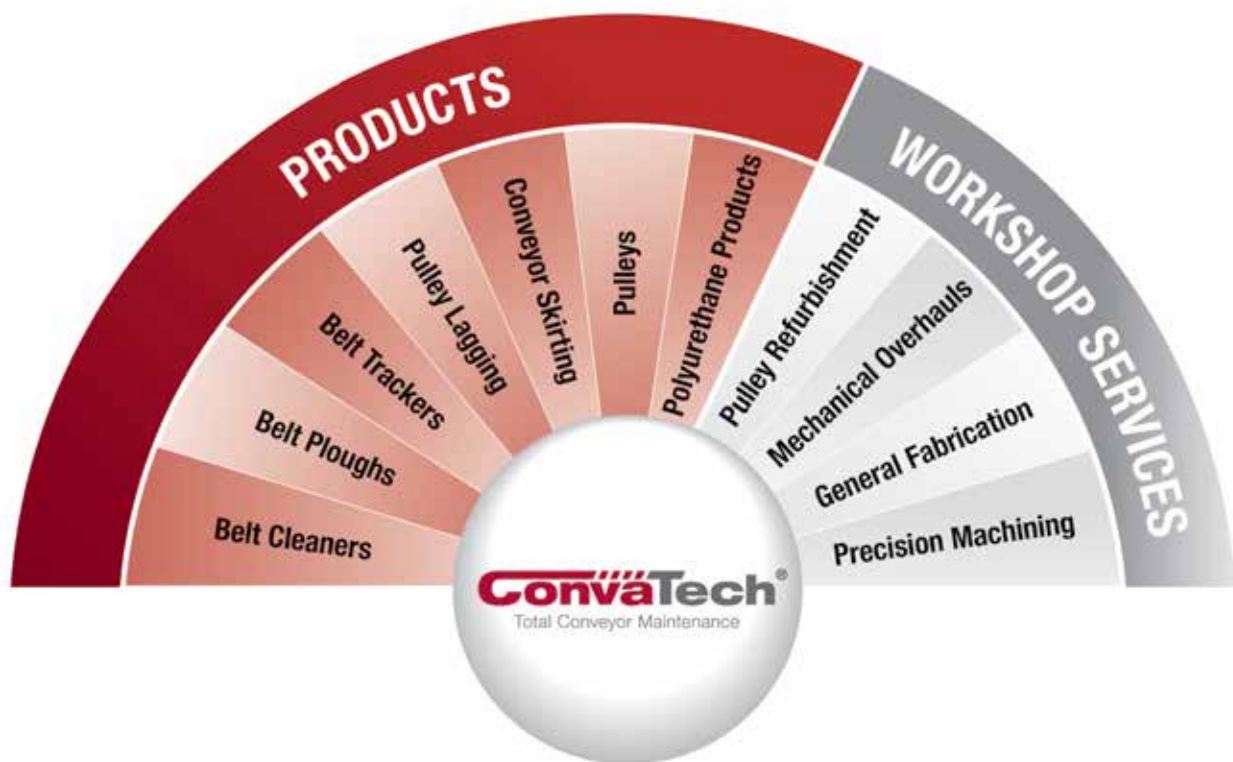 PRODUCTS
WORKSHOP SERVICES
Belt Cleaners
Belt Ploughs
Belt Trackers
Pulley Lagging
Conveyor Skirting
Pulleys
Polyurethane Products
Pulley Refurbishment
Mechanical Overhauls
General Fabrication
Precision Machining
ConvaTech®
Total Conveyor Maintenance